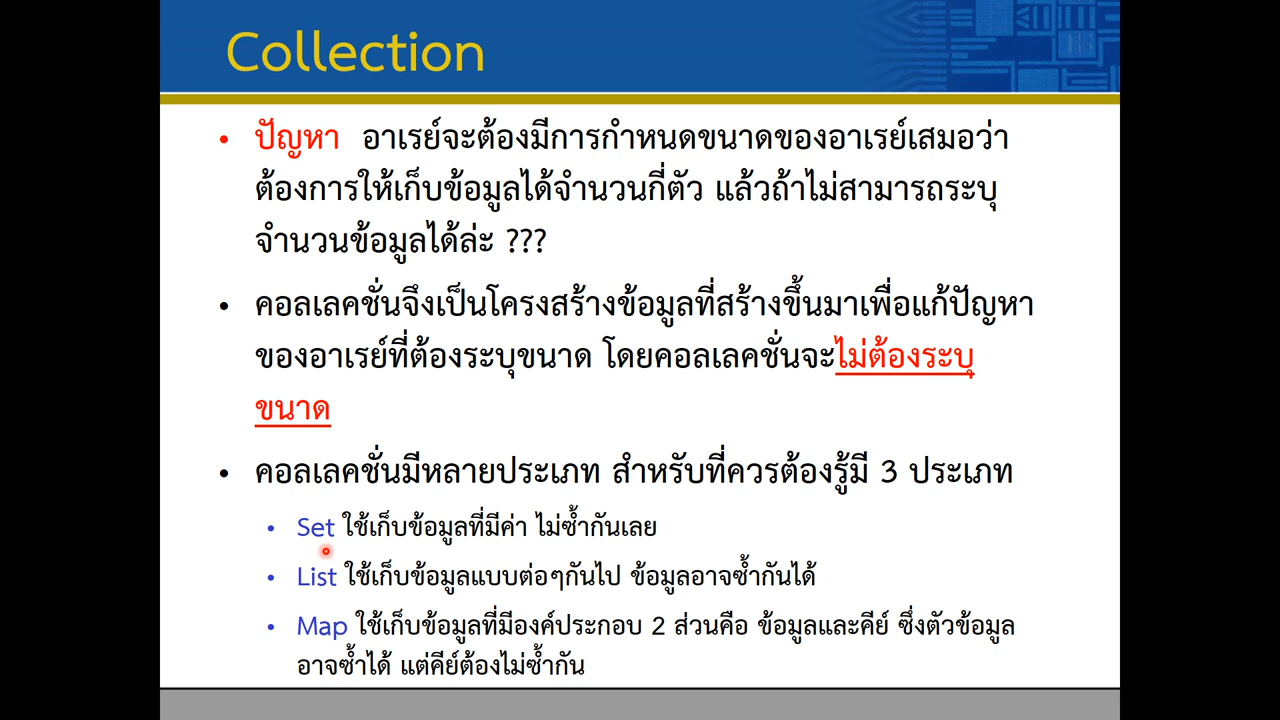 Collection
• ปัญหา อาเรย์จะต้องมีการกำหนดขนาดของอาเรย์เสมอว่า
ต้องการให้เก็บข้อมูลได้จำนวนกี่ตัว แล้วถ้าไม่สามารถระบุ
จำนวนข้อมูลได้ล่ะ ???
• คอลเลคชั่นจึงเป็นโครงสร้างข้อมูลที่สร้างขึ้นมาเพื่อแก้ปัญหา
ของอาเรย์ที่ต้องระบุขนาด โดยคอลเลคชั่นจะไม่ต้องระบุ
ขนาด
• คอลเลคชั่นมีหลายประเภท สำหรับที่ควรต้องรู้มี 3 ประเภท
• Set ใช้เก็บข้อมูลที่มีค่า ไม่ซ้ำกันเลย
• List ใช้เก็บข้อมูลแบบต่อๆกันไป ข้อมูลอาจซ้ำกันได้
• Map ใช้เก็บข้อมูลที่มีองค์ประกอบ 2 ส่วนคือ ข้อมูลและคีย์ ซึ่งตัวข้อมูล
อาจซ้ำได้ แต่คีย์ต้องไม่ซ้ำกัน